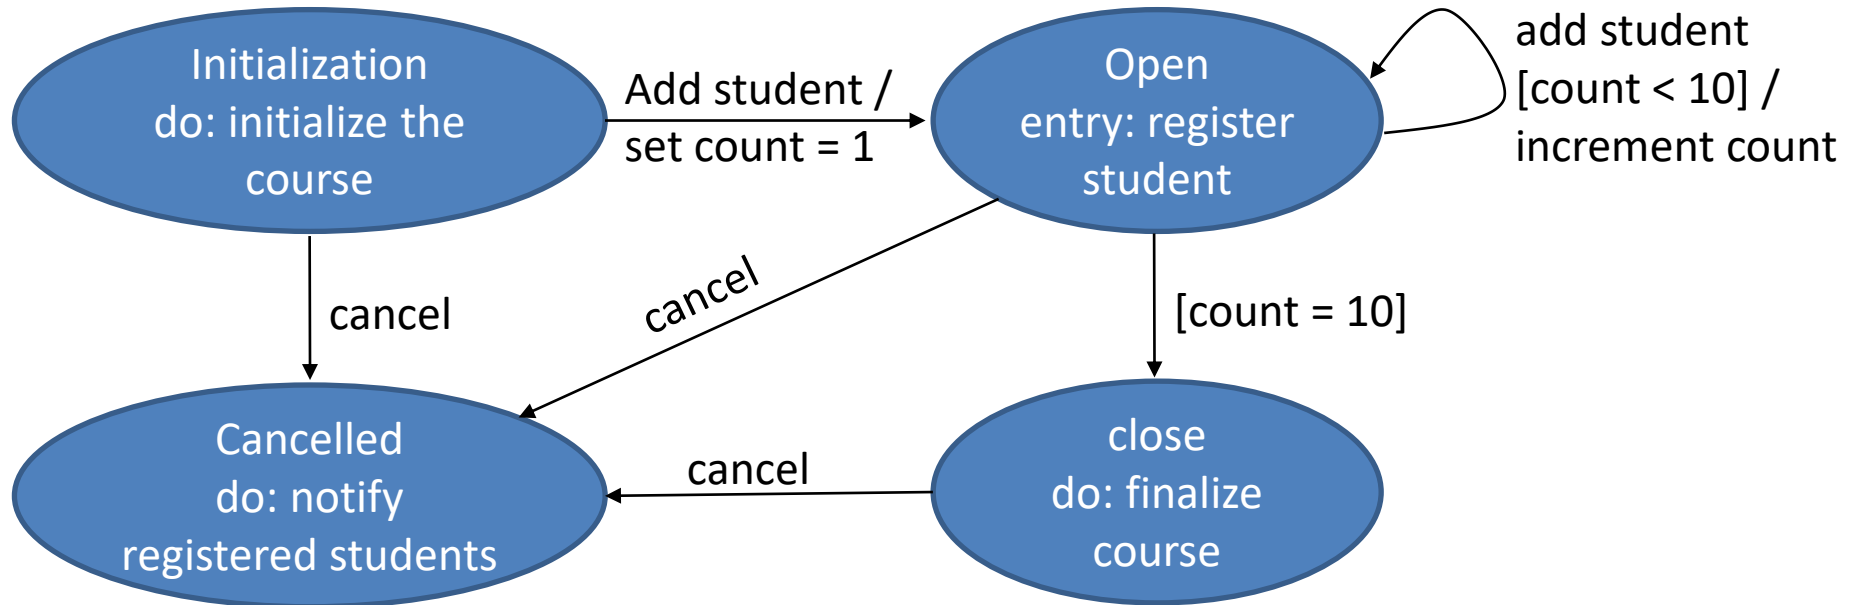 Initialization
do: initialize the
course
Add student /
set count = 1
Open
entry: register
student
add student
[count < 10] /
increment count
cancel
cancel
[count = 10]
Cancelled
do: notify
registered students
cancel
close
do: finalize
course